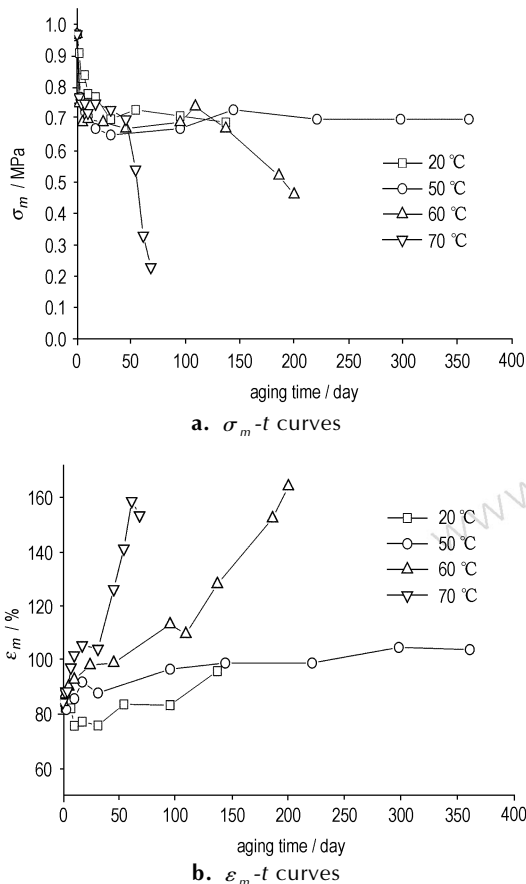 1.0
0.9
0.8
0.7
0.6
0.5
0.4
0.3
0.2
0.1
0.0
σm / MPa
20 ℃
50 ℃
60 ℃
70 ℃
0 50 100 150 200 250 300 350 400
aging time / day
a. σm-t curves
160
140
120
100
80
60
εm / %
20 ℃
50 ℃
60 ℃
70 ℃
0 50 100 150 200 250 300 350 400
aging time / day
b. εm-t curves
www